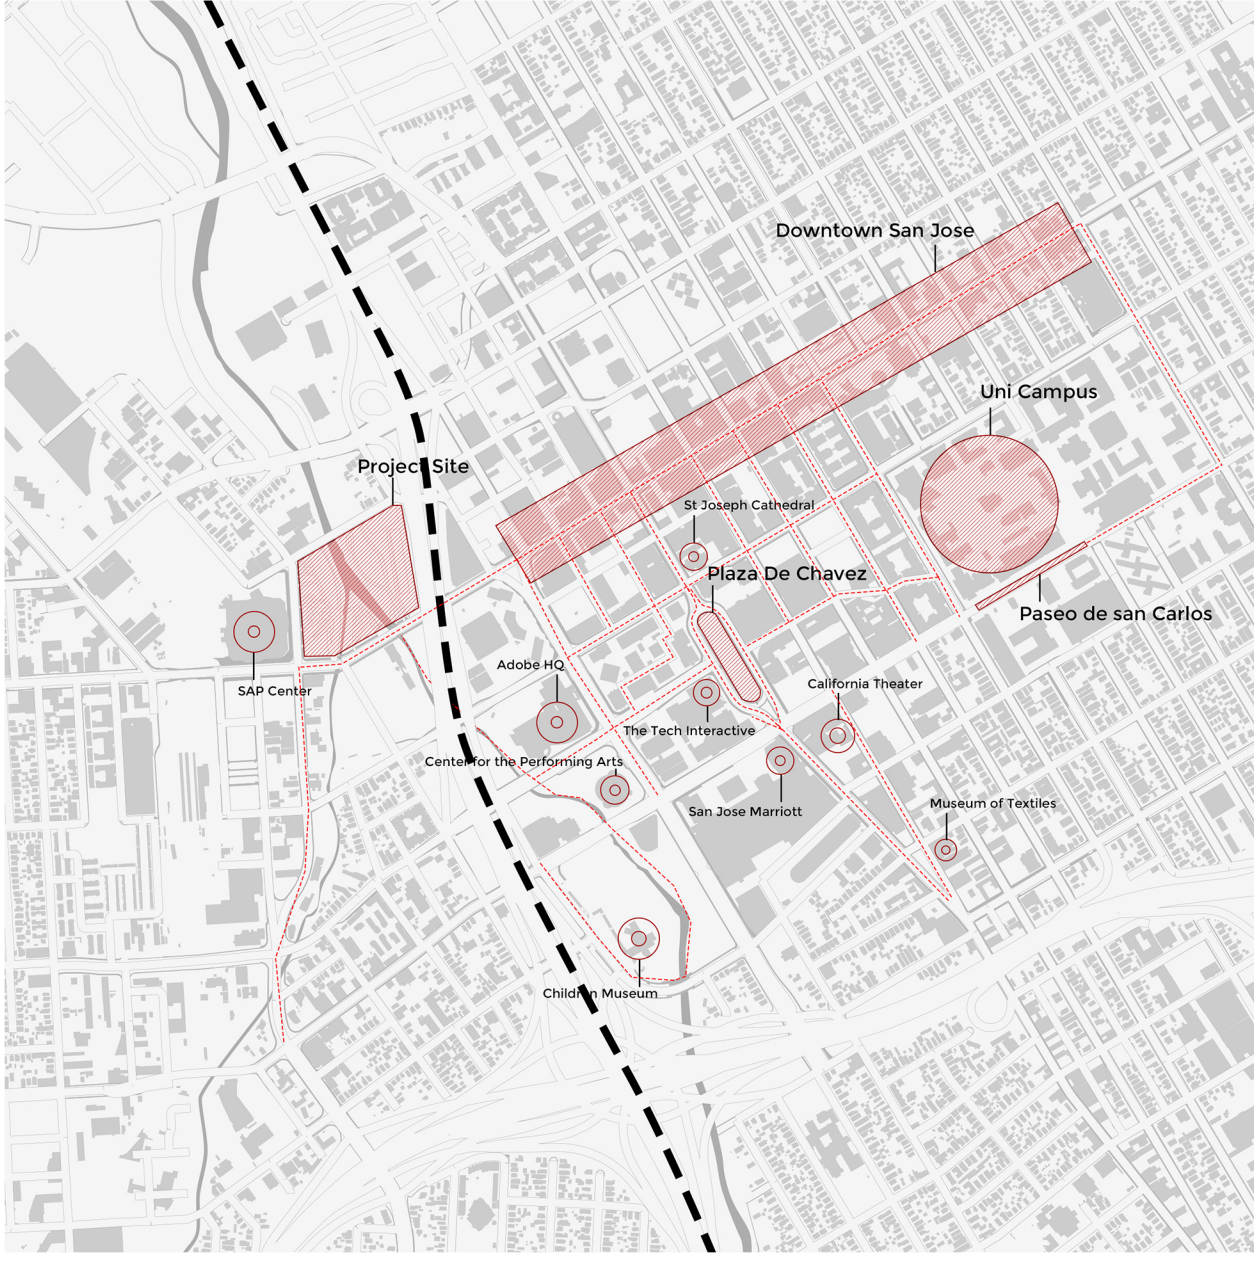 Downtown San Jose
Uni Campus
Project Site
St Joseph Cathedral
Plaza De Chavez
Paseo de san Carlos
Adobe HQ
SAP Center
California Theater
The Tech Interactive
Center for the Performing Arts
San Jose Marriott
Museum of Textiles
Children Museum